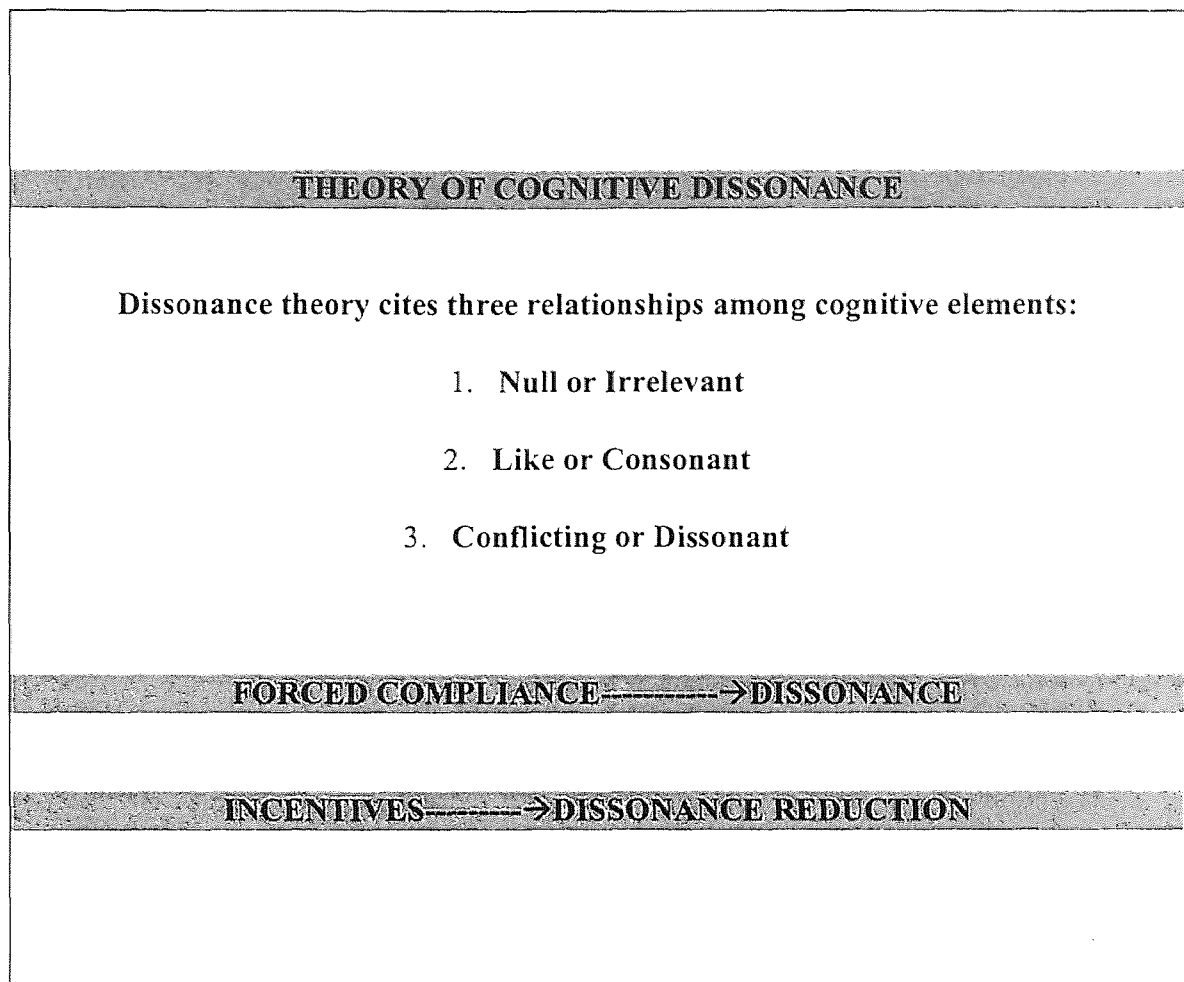 THEORY OF COGNITIVE DISSONANCE
Dissonance theory cites three relationships among cognitive elements:
1. Null or Irrelevant
2. Like or Consonant
3. Conflicting or Dissonant
FORCED COMPLIANCE-----------→DISSONANCE
INCENTIVES---------→DISSONANCE REDUCTION